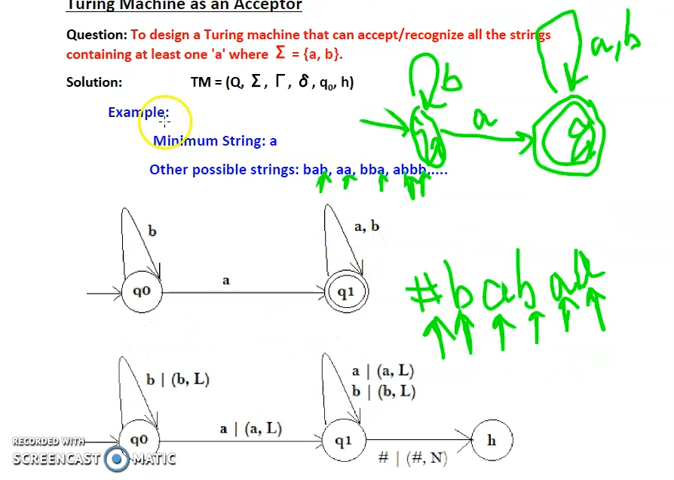 Turing Machine as an Acceptor
Question: To design a Turing machine that can accept/recognize all the strings
containing at least one 'a' where Σ = {a, b}.
Solution: TM = (Q, Σ, Γ, δ, q₀, h)
Example:
Minimum String: a
Other possible strings: bab, aa, bba, abbb,....
b
a
a, b
b
a, b
q0
a
q1
# b a b a a
b | (b, L)
a | (a, L)
b | (b, L)
q0
a | (a, L)
q1
h
# | (#, N)
RECORDED WITH
SCREENCAST MATIC